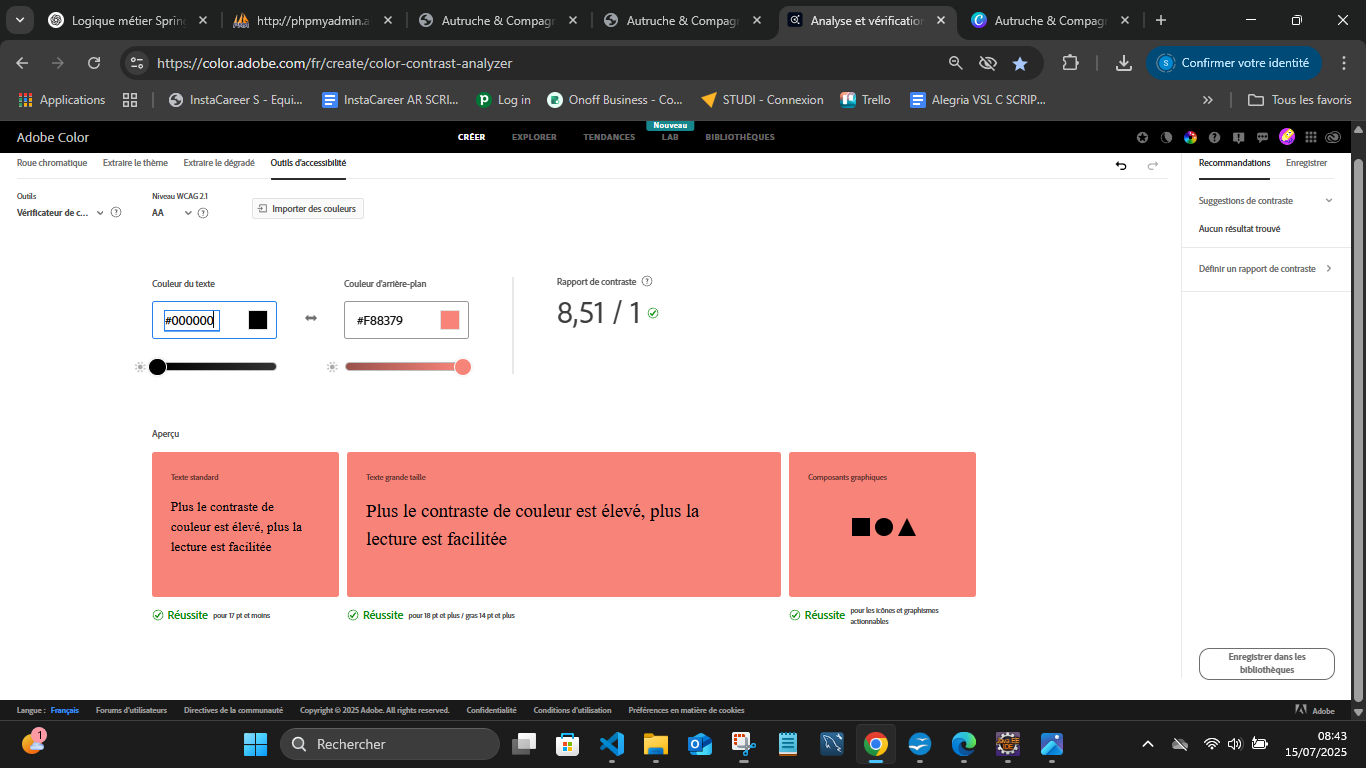 Logique métier Spring
http://phpmyadmin.al
Autruche & Compagn
Autruche & Compagn
Analyse et vérification
Autruche & Compagn
https://color.adobe.com/fr/create/color-contrast-analyzer
S Confirmer votre identité
Applications
InstaCareer S - Equi...
InstaCareer AR SCRI...
Log in
Onoff Business - Co...
STUDI - Connexion
Trello
Alegria VSL C SCRIP...
Tous les favoris
Nouveau
Adobe Color
CRÉER EXPLORER TENDANCES LAB BIBLIOTHÈQUES
Roue chromatique Extraire le thème Extraire le dégradé Outils d'accessibilité
Recommandations Enregistrer
Outils
Vérificateur de c...
Niveau WCAG 2.1
AA
Importer des couleurs
Suggestions de contraste
Aucun résultat trouvé
Définir un rapport de contraste
Couleur du texte
#000000
Couleur d'arrière-plan
#F88379
Rapport de contraste
8,51 / 1
Aperçu
Texte standard
Plus le contraste de
couleur est élevé, plus la
lecture est facilitée
Texte grande taille
Plus le contraste de couleur est élevé, plus la
lecture est facilitée
Composants graphiques
Réussite pour 17 pt et moins
Réussite pour 18 pt et plus / gras 14 pt et plus
Réussite pour les icônes et graphismes
actionnables
Enregistrer dans les
bibliothèques
Langue : Français Forums d'utilisateurs Directives de la communauté Copyright © 2025 Adobe. All rights reserved. Confidentialité Conditions d'utilisation Préférences en matière de cookies Adobe
1
Rechercher
08:43
15/07/2025